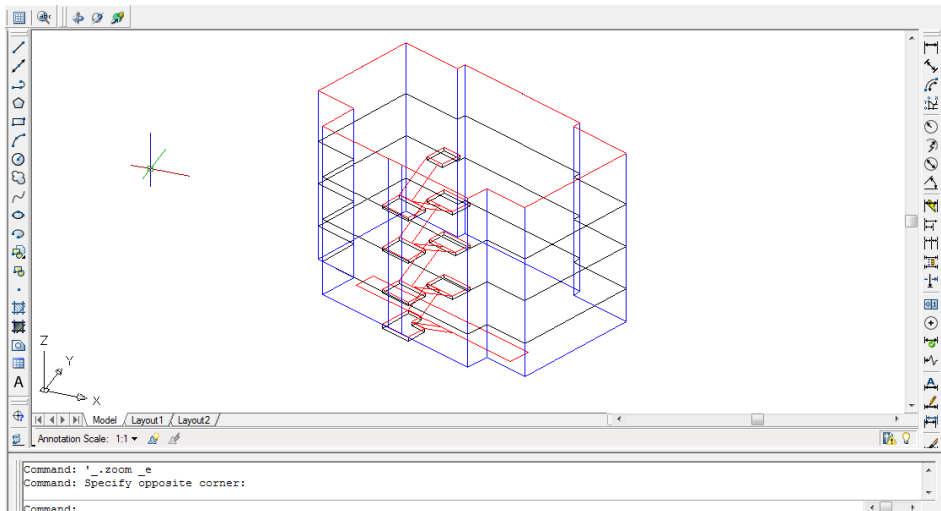 Z
Y
X
A
Model Layout1 Layout2
Annotation Scale: 1:1
Command: '_.zoom _e
Command: Specify opposite corner:
Command: